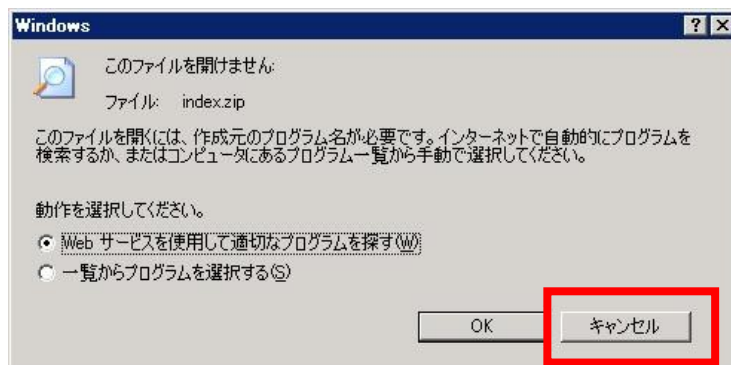 Windows
このファイルを開けません:
ファイル: index.zip
このファイルを開くには、作成元のプログラム名が必要です。インターネットで自動的にプログラムを
検索するか、またはコンピュータにあるプログラム一覧から手動で選択してください。
動作を選択してください。
Web サービスを使用して適切なプログラムを探す(W)
一覧からプログラムを選択する(S)
OK キャンセル